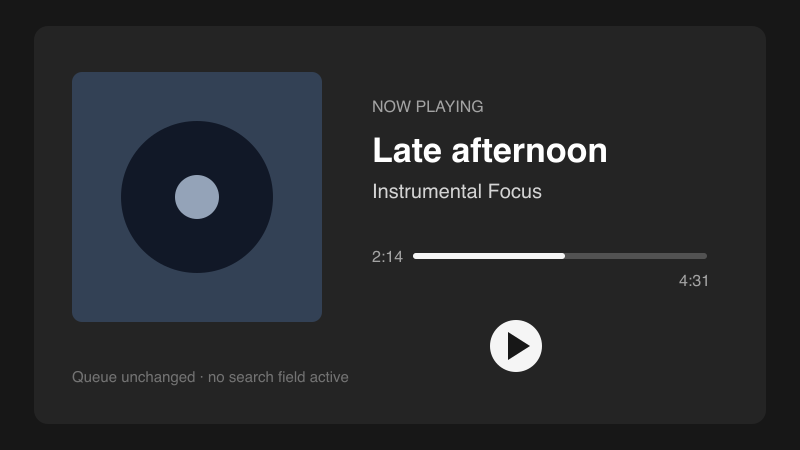 NOW PLAYING
Late afternoon
Instrumental Focus
2:14
4:31
Queue unchanged · no search field active